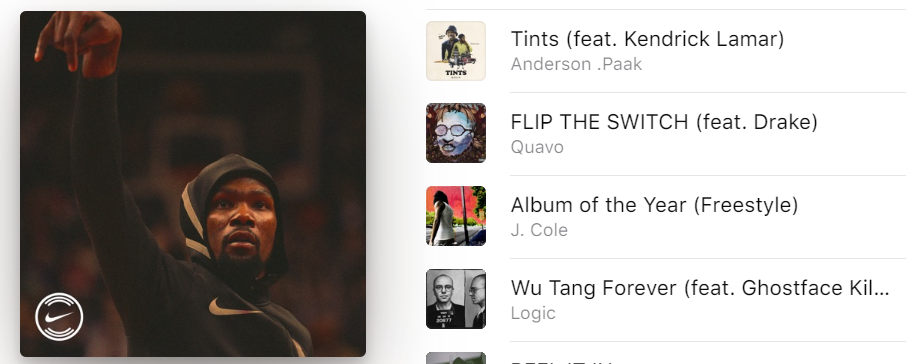 Tints (feat. Kendrick Lamar)
Anderson .Paak
TINTS
FLIP THE SWITCH (feat. Drake)
Quavo
Album of the Year (Freestyle)
J. Cole
Wu Tang Forever (feat. Ghostface Kil...
Logic